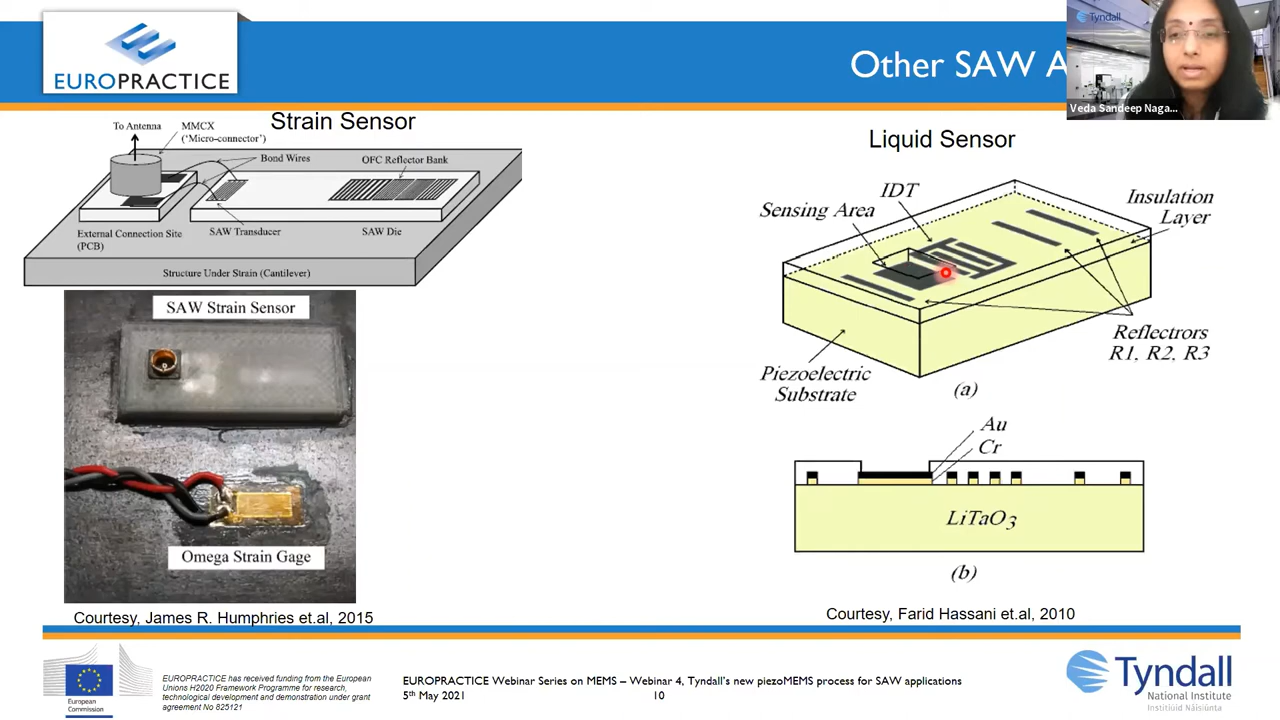 EUROPRACTICE
Other SAW A
Tyndall
Veda Sandeep Naga...
Strain Sensor
To Antenna
MMCX
('Micro-connector')
Bond Wires
OFC Reflector Bank
External Connection Site
(PCB)
SAW Transducer
SAW Die
Structure Under Strain (Cantilever)
SAW Strain Sensor
Omega Strain Gage
Courtesy, James R. Humphries et.al, 2015
Liquid Sensor
IDT
Sensing Area
Insulation
Layer
Reflectrors
R1, R2, R3
Piezoelectric
Substrate
(a)
Au
Cr
LiTaO3
(b)
Courtesy, Farid Hassani et.al, 2010
European
Commission
EUROPRACTICE has received funding from the European
Unions H2020 Framework Programme for research,
technological development and demonstration under grant
agreement No 825121
EUROPRACTICE Webinar Series on MEMS – Webinar 4, Tyndall's new piezoMEMS process for SAW applications
5th May 2021
10
Tyndall
National Institute
Institiúid Náisiúnta